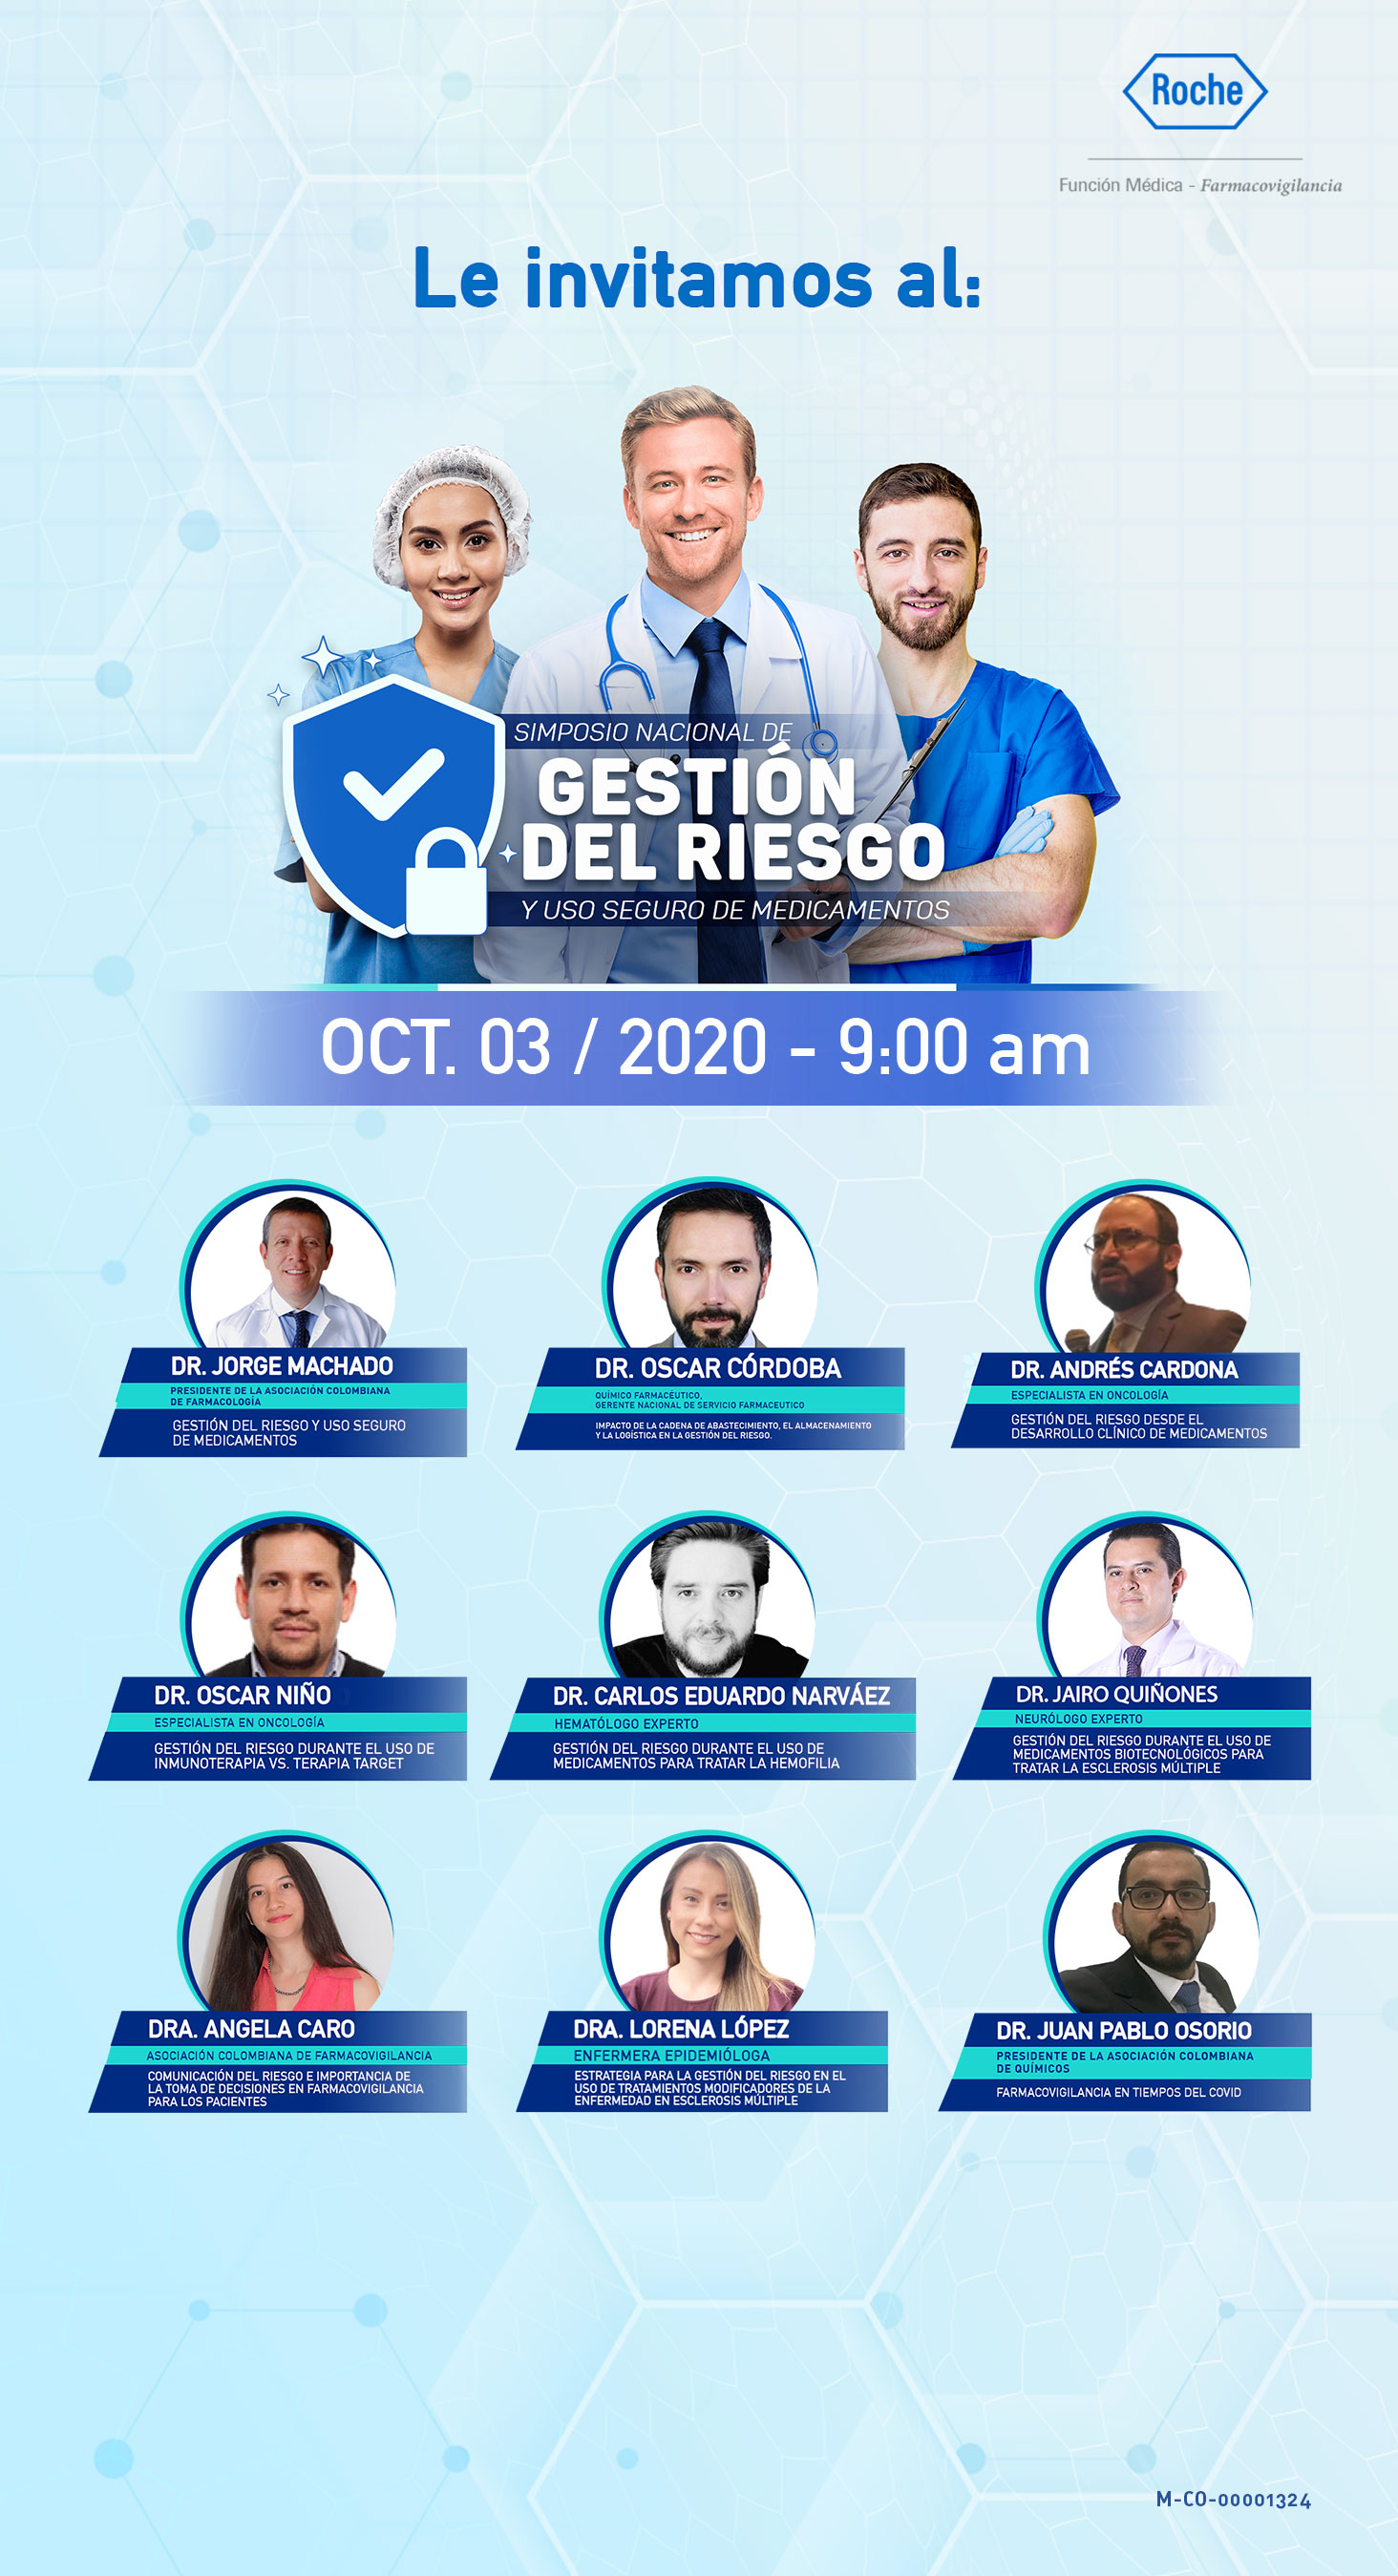 Roche
Función Médica - Farmacovigilancia
Le invitamos al:
SIMPOSIO NACIONAL DE
GESTIÓN
DEL RIESGO
Y USO SEGURO DE MEDICAMENTOS
OCT. 03 / 2020 - 9:00 am
DR. JORGE MACHADO
PRESIDENTE DE LA ASOCIACIÓN COLOMBIANA
DE FARMACOLOGÍA
GESTIÓN DEL RIESGO Y USO SEGURO
DE MEDICAMENTOS
DR. OSCAR CÓRDOBA
QUÍMICO FARMACÉUTICO,
GERENTE NACIONAL DE SERVICIO FARMACEUTICO
IMPACTO DE LA CADENA DE ABASTECIMIENTO, EL ALMACENAMIENTO
Y LA LOGÍSTICA EN LA GESTIÓN DEL RIESGO.
DR. ANDRÉS CARDONA
ESPECIALISTA EN ONCOLOGÍA
GESTIÓN DEL RIESGO DESDE EL
DESARROLLO CLÍNICO DE MEDICAMENTOS
DR. OSCAR NIÑO
ESPECIALISTA EN ONCOLOGÍA
GESTIÓN DEL RIESGO DURANTE EL USO DE
INMUNOTERAPIA VS. TERAPIA TARGET
DR. CARLOS EDUARDO NARVÁEZ
HEMATÓLOGO EXPERTO
GESTIÓN DEL RIESGO DURANTE EL USO DE
MEDICAMENTOS PARA TRATAR LA HEMOFILIA
DR. JAIRO QUIÑONES
NEURÓLOGO EXPERTO
GESTIÓN DEL RIESGO DURANTE EL USO DE
MEDICAMENTOS BIOTECNOLÓGICOS PARA
TRATAR LA ESCLEROSIS MÚLTIPLE
DRA. ANGELA CARO
ASOCIACIÓN COLOMBIANA DE FARMACOVIGILANCIA
COMUNICACIÓN DEL RIESGO E IMPORTANCIA DE
LA TOMA DE DECISIONES EN FARMACOVIGILANCIA
PARA LOS PACIENTES
DRA. LORENA LÓPEZ
ENFERMERA EPIDEMIÓLOGA
ESTRATEGIA PARA LA GESTIÓN DEL RIESGO EN EL
USO DE TRATAMIENTOS MODIFICADORES DE LA
ENFERMEDAD EN ESCLEROSIS MÚLTIPLE
DR. JUAN PABLO OSORIO
PRESIDENTE DE LA ASOCIACIÓN COLOMBIANA
DE QUÍMICOS
FARMACOVIGILANCIA EN TIEMPOS DEL COVID
M-CO-00001324